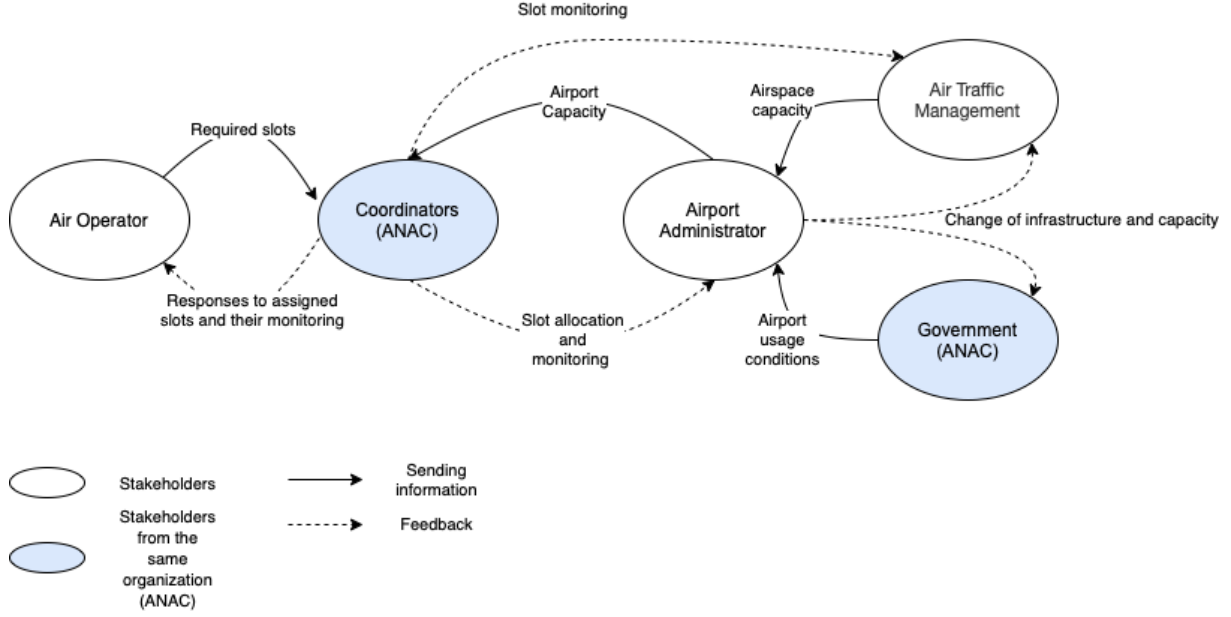 Slot monitoring
Air Traffic
Management
Airport
Capacity
Airspace
capacity
Required slots
Air Operator
Coordinators
(ANAC)
Airport
Administrator
Change of infrastructure and capacity
Responses to assigned
slots and their monitoring
Slot allocation
and
monitoring
Airport
usage
conditions
Government
(ANAC)
Stakeholders
Sending
information
Stakeholders
from the
same
organization
(ANAC)
Feedback